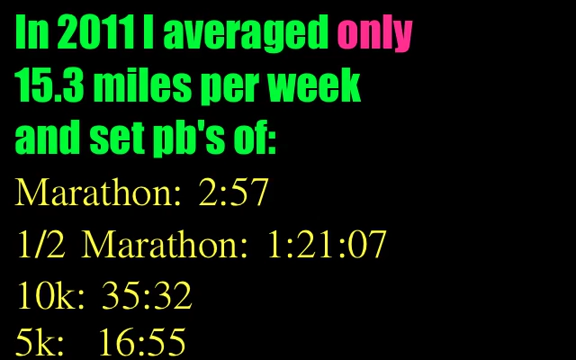 In 2011 I averaged only
15.3 miles per week
and set pb's of:
Marathon: 2:57
1/2 Marathon: 1:21:07
10k: 35:32
5k: 16:55